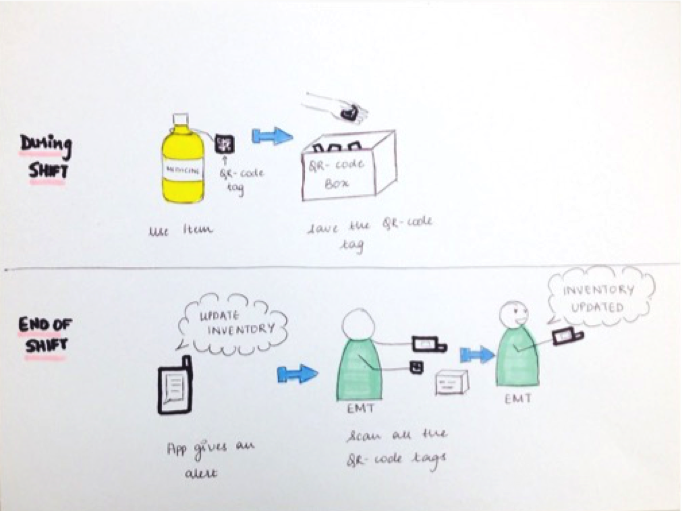 During
SHIFT
MEDICINE
QR-code
tag
use Item
QR-code
Box
save the QR-code
tag
END OF
SHIFT
UPDATE
INVENTORY
App gives an
alert
EMT
scan all the
QR-code tags
INVENTORY
UPDATED
EMT